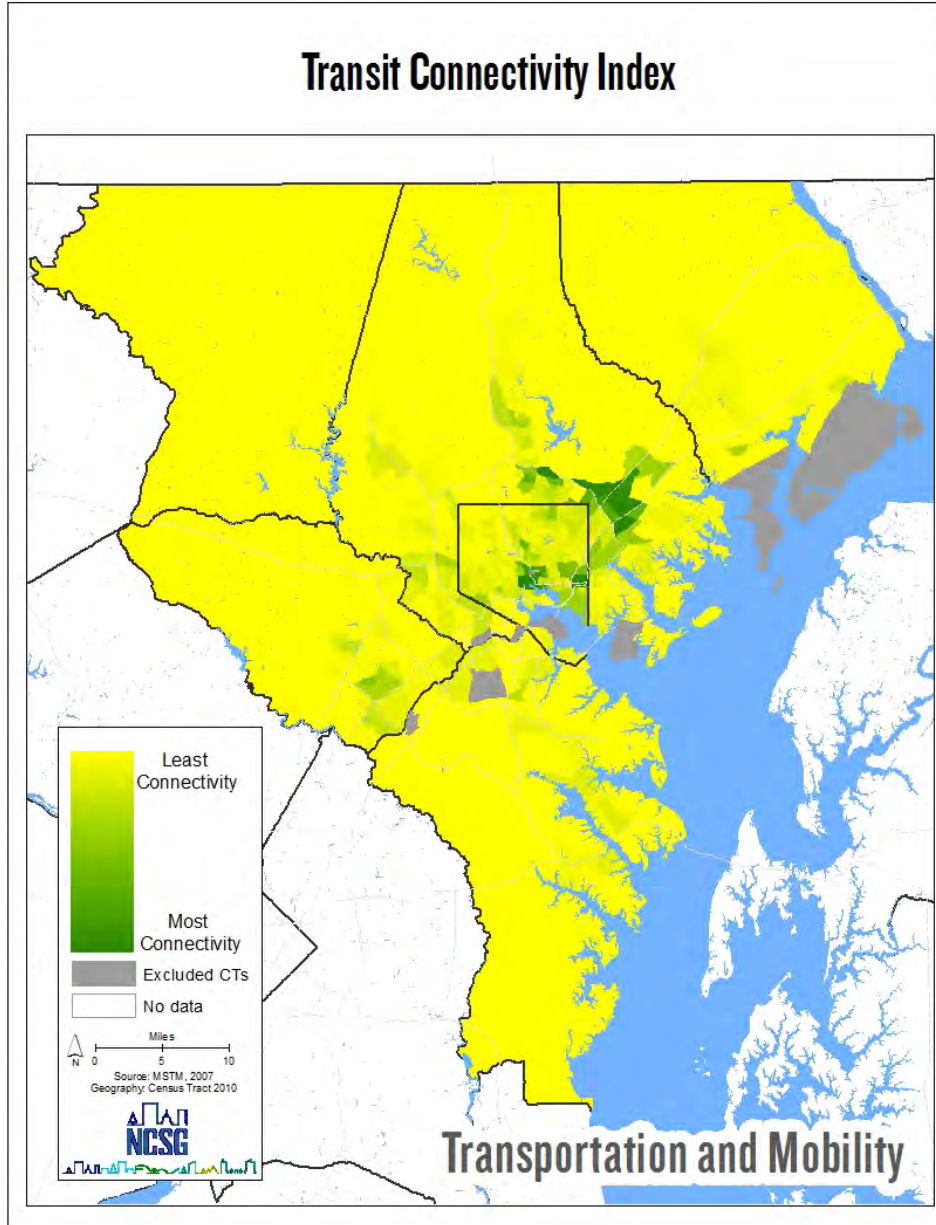 Transit Connectivity Index
Least
Connectivity
Most
Connectivity
Excluded CTs
No data
Miles
N
0 5 10
Source: MSTM, 2007
Geography: Census Tract 2010
NCSG
Transportation and Mobility